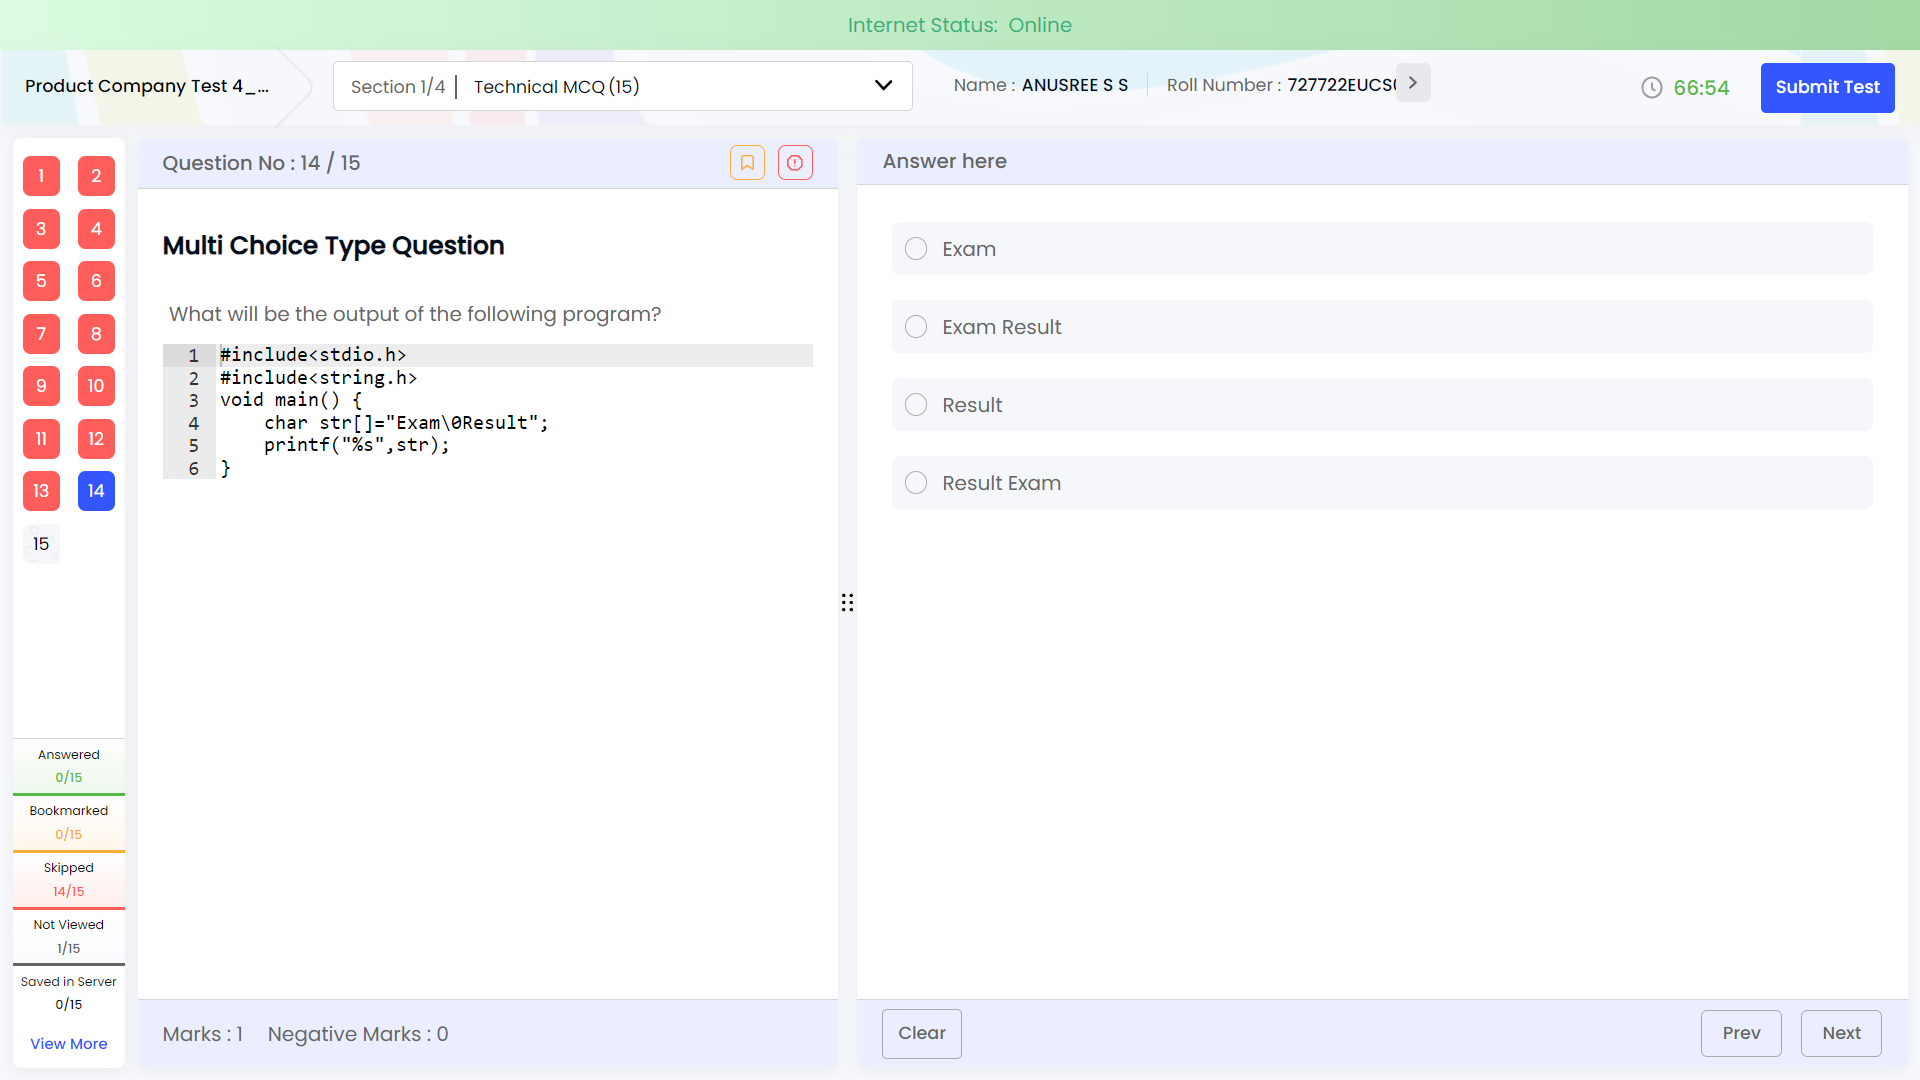 Internet Status: Online
Product Company Test 4_...
Section 1/4 | Technical MCQ (15)
Name : ANUSREE S S
Roll Number : 727722EUCS
66:54
Submit Test
1 2
3 4
5 6
7 8
9 10
11 12
13 14
15
Answered
0/15
Bookmarked
0/15
Skipped
14/15
Not Viewed
1/15
Saved in Server
0/15
View More
Question No : 14 / 15
Multi Choice Type Question
What will be the output of the following program?
1 #include<stdio.h>
2 #include<string.h>
3 void main() {
4     char str[]="Exam\0Result";
5     printf("%s",str);
6 }
Marks : 1 Negative Marks : 0
Answer here
Exam
Exam Result
Result
Result Exam
Clear
Prev
Next